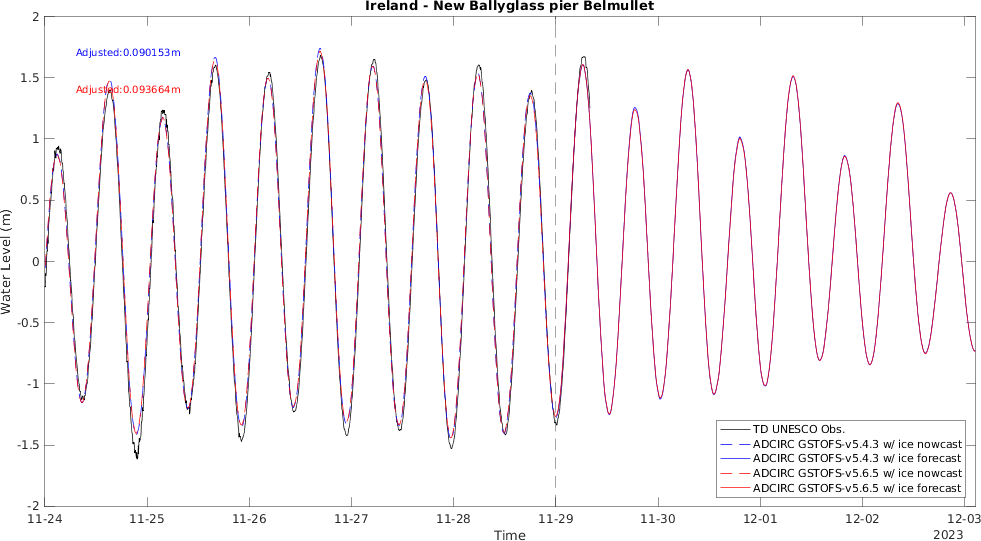 Ireland - New Ballyglass pier Belmullet
Adjusted:0.090153m
Adjusted:0.093664m
Water Level (m)
2
1.5
1
0.5
0
-0.5
-1
-1.5
-2
TD UNESCO Obs.
ADCIRC GSTOFS-v5.4.3 w/ ice nowcast
ADCIRC GSTOFS-v5.4.3 w/ ice forecast
ADCIRC GSTOFS-v5.6.5 w/ ice nowcast
ADCIRC GSTOFS-v5.6.5 w/ ice forecast
11-24 11-25 11-26 11-27 11-28 11-29 11-30 12-01 12-02 12-03
Time
2023